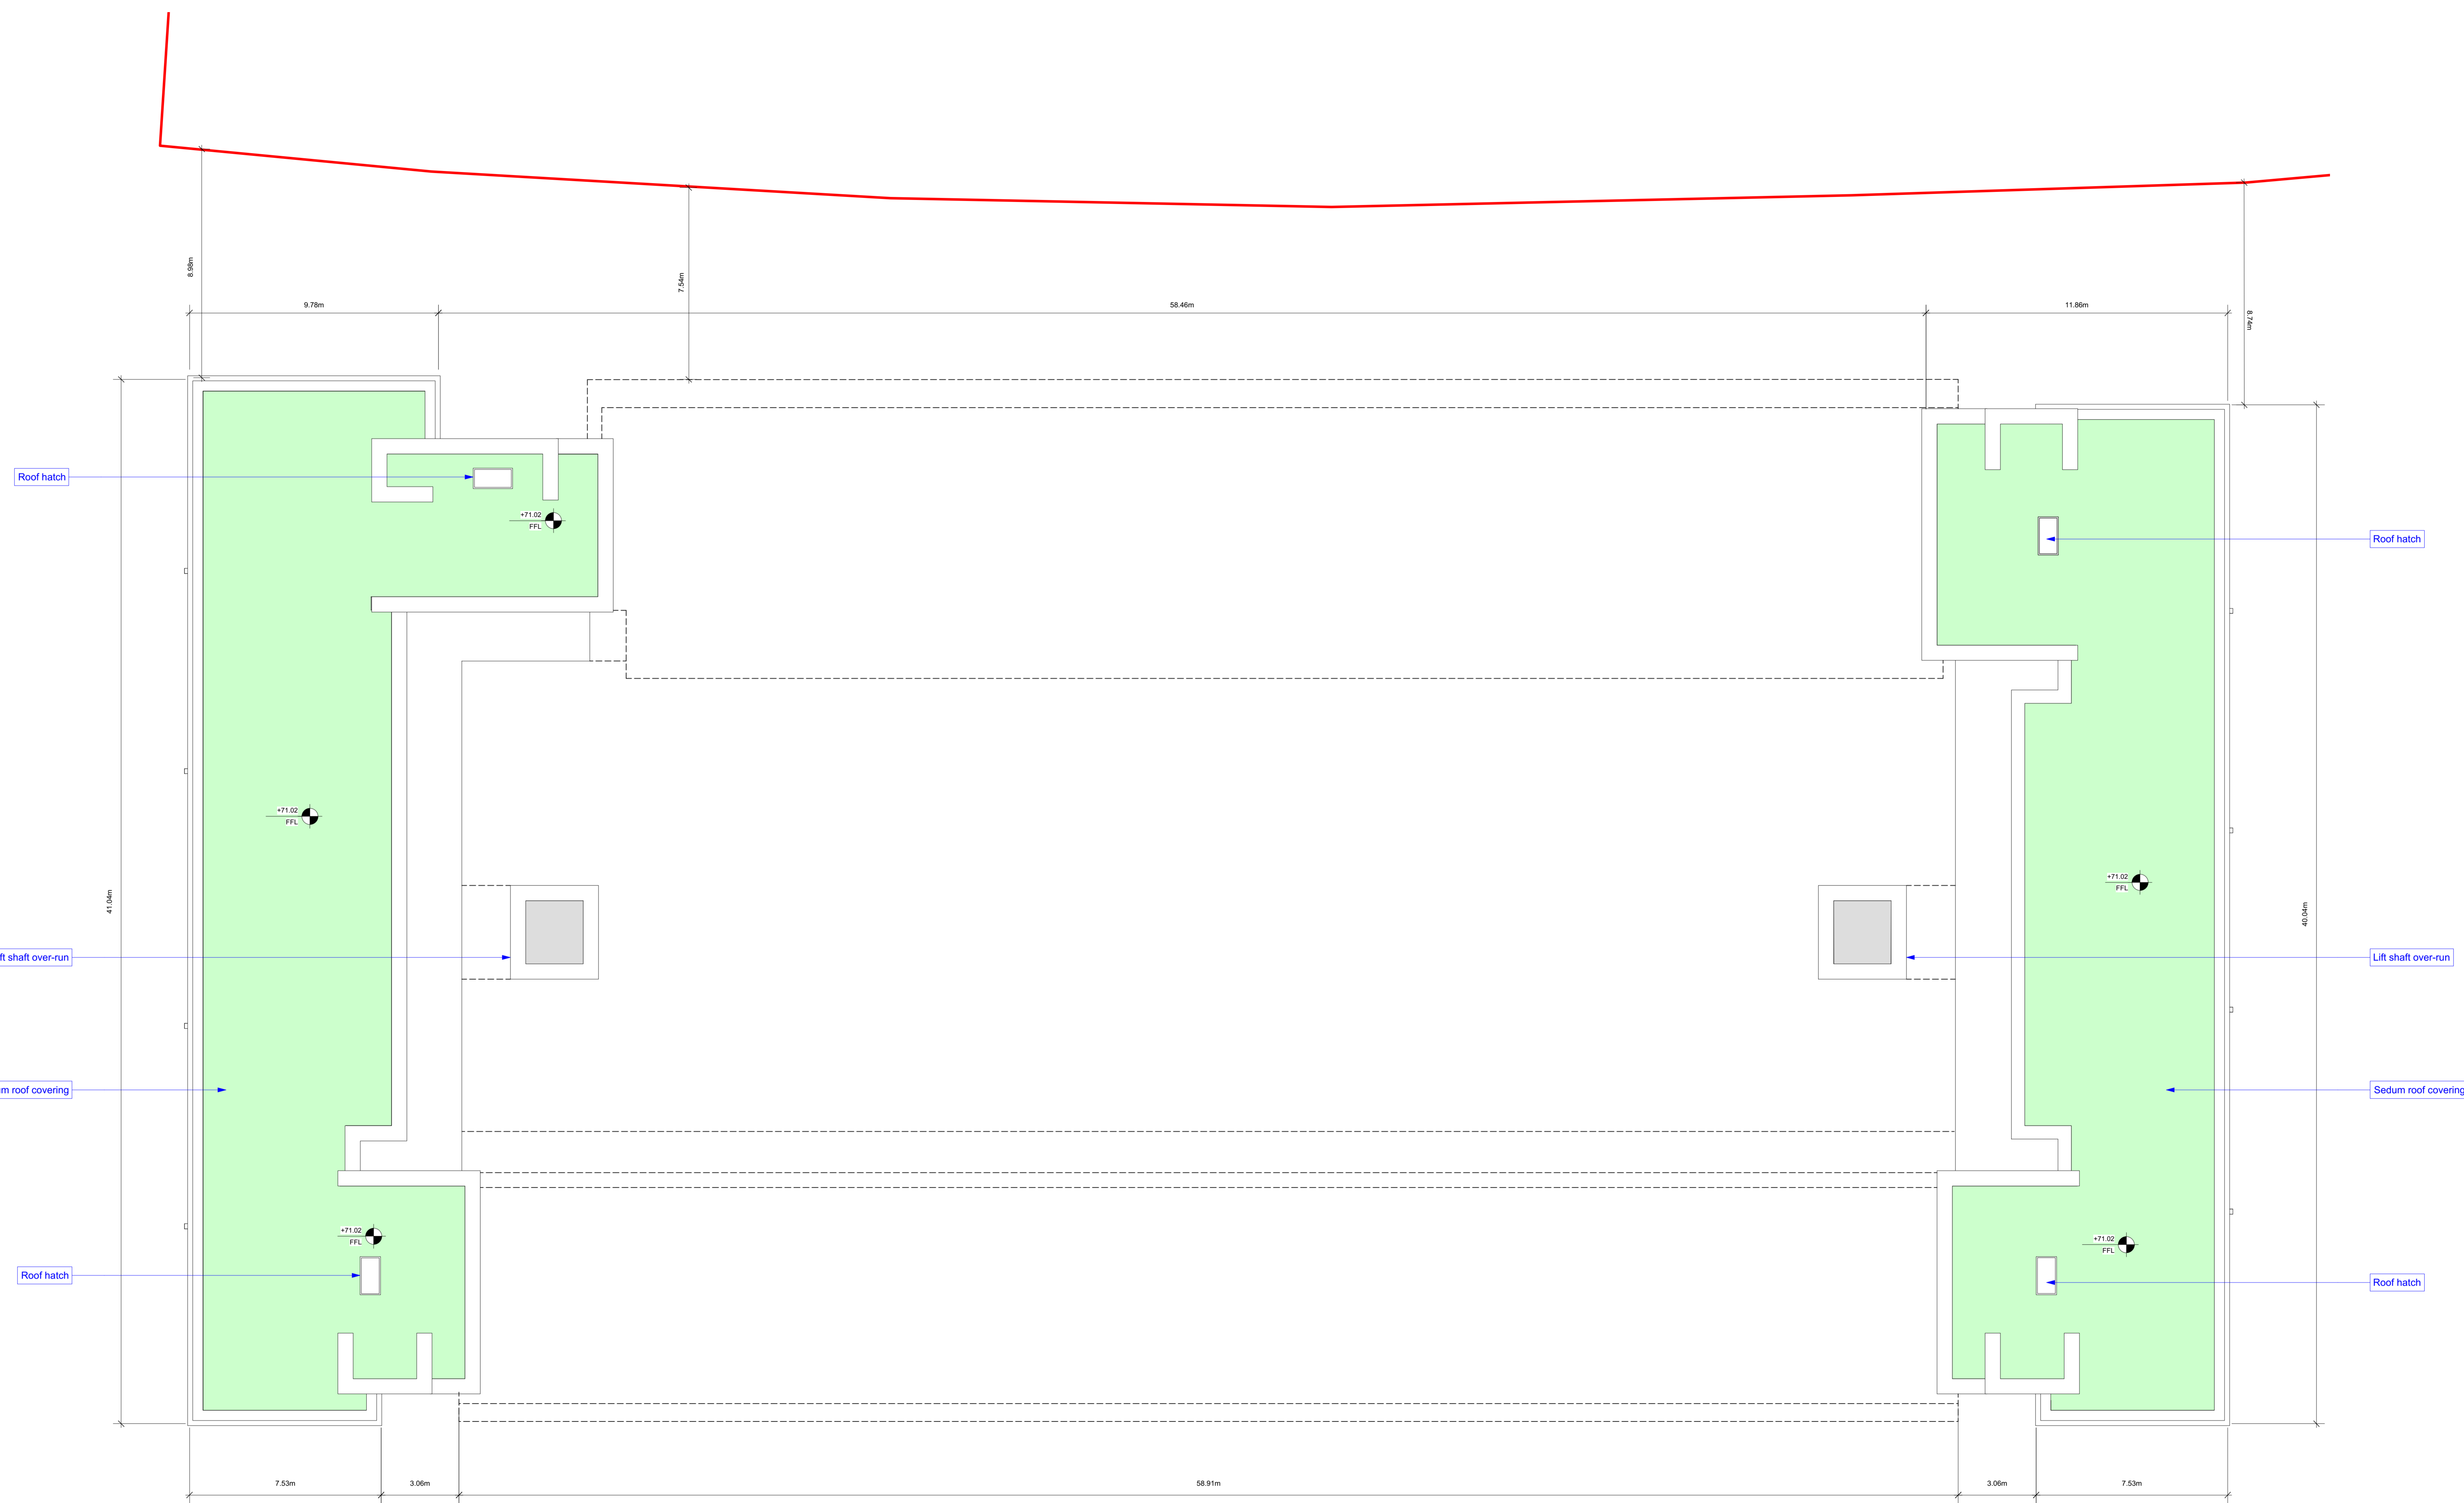 8.98m
7.54m
8.74m
9.78m
58.46m
11.86m
Roof hatch
+71.02
FFL
Roof hatch
+71.02
FFL
+71.02
FFL
41.04m
40.04m
ft shaft over-run
Lift shaft over-run
m roof covering
Sedum roof covering
+71.02
FFL
+71.02
FFL
Roof hatch
Roof hatch
7.53m
3.06m
58.91m
3.06m
7.53m